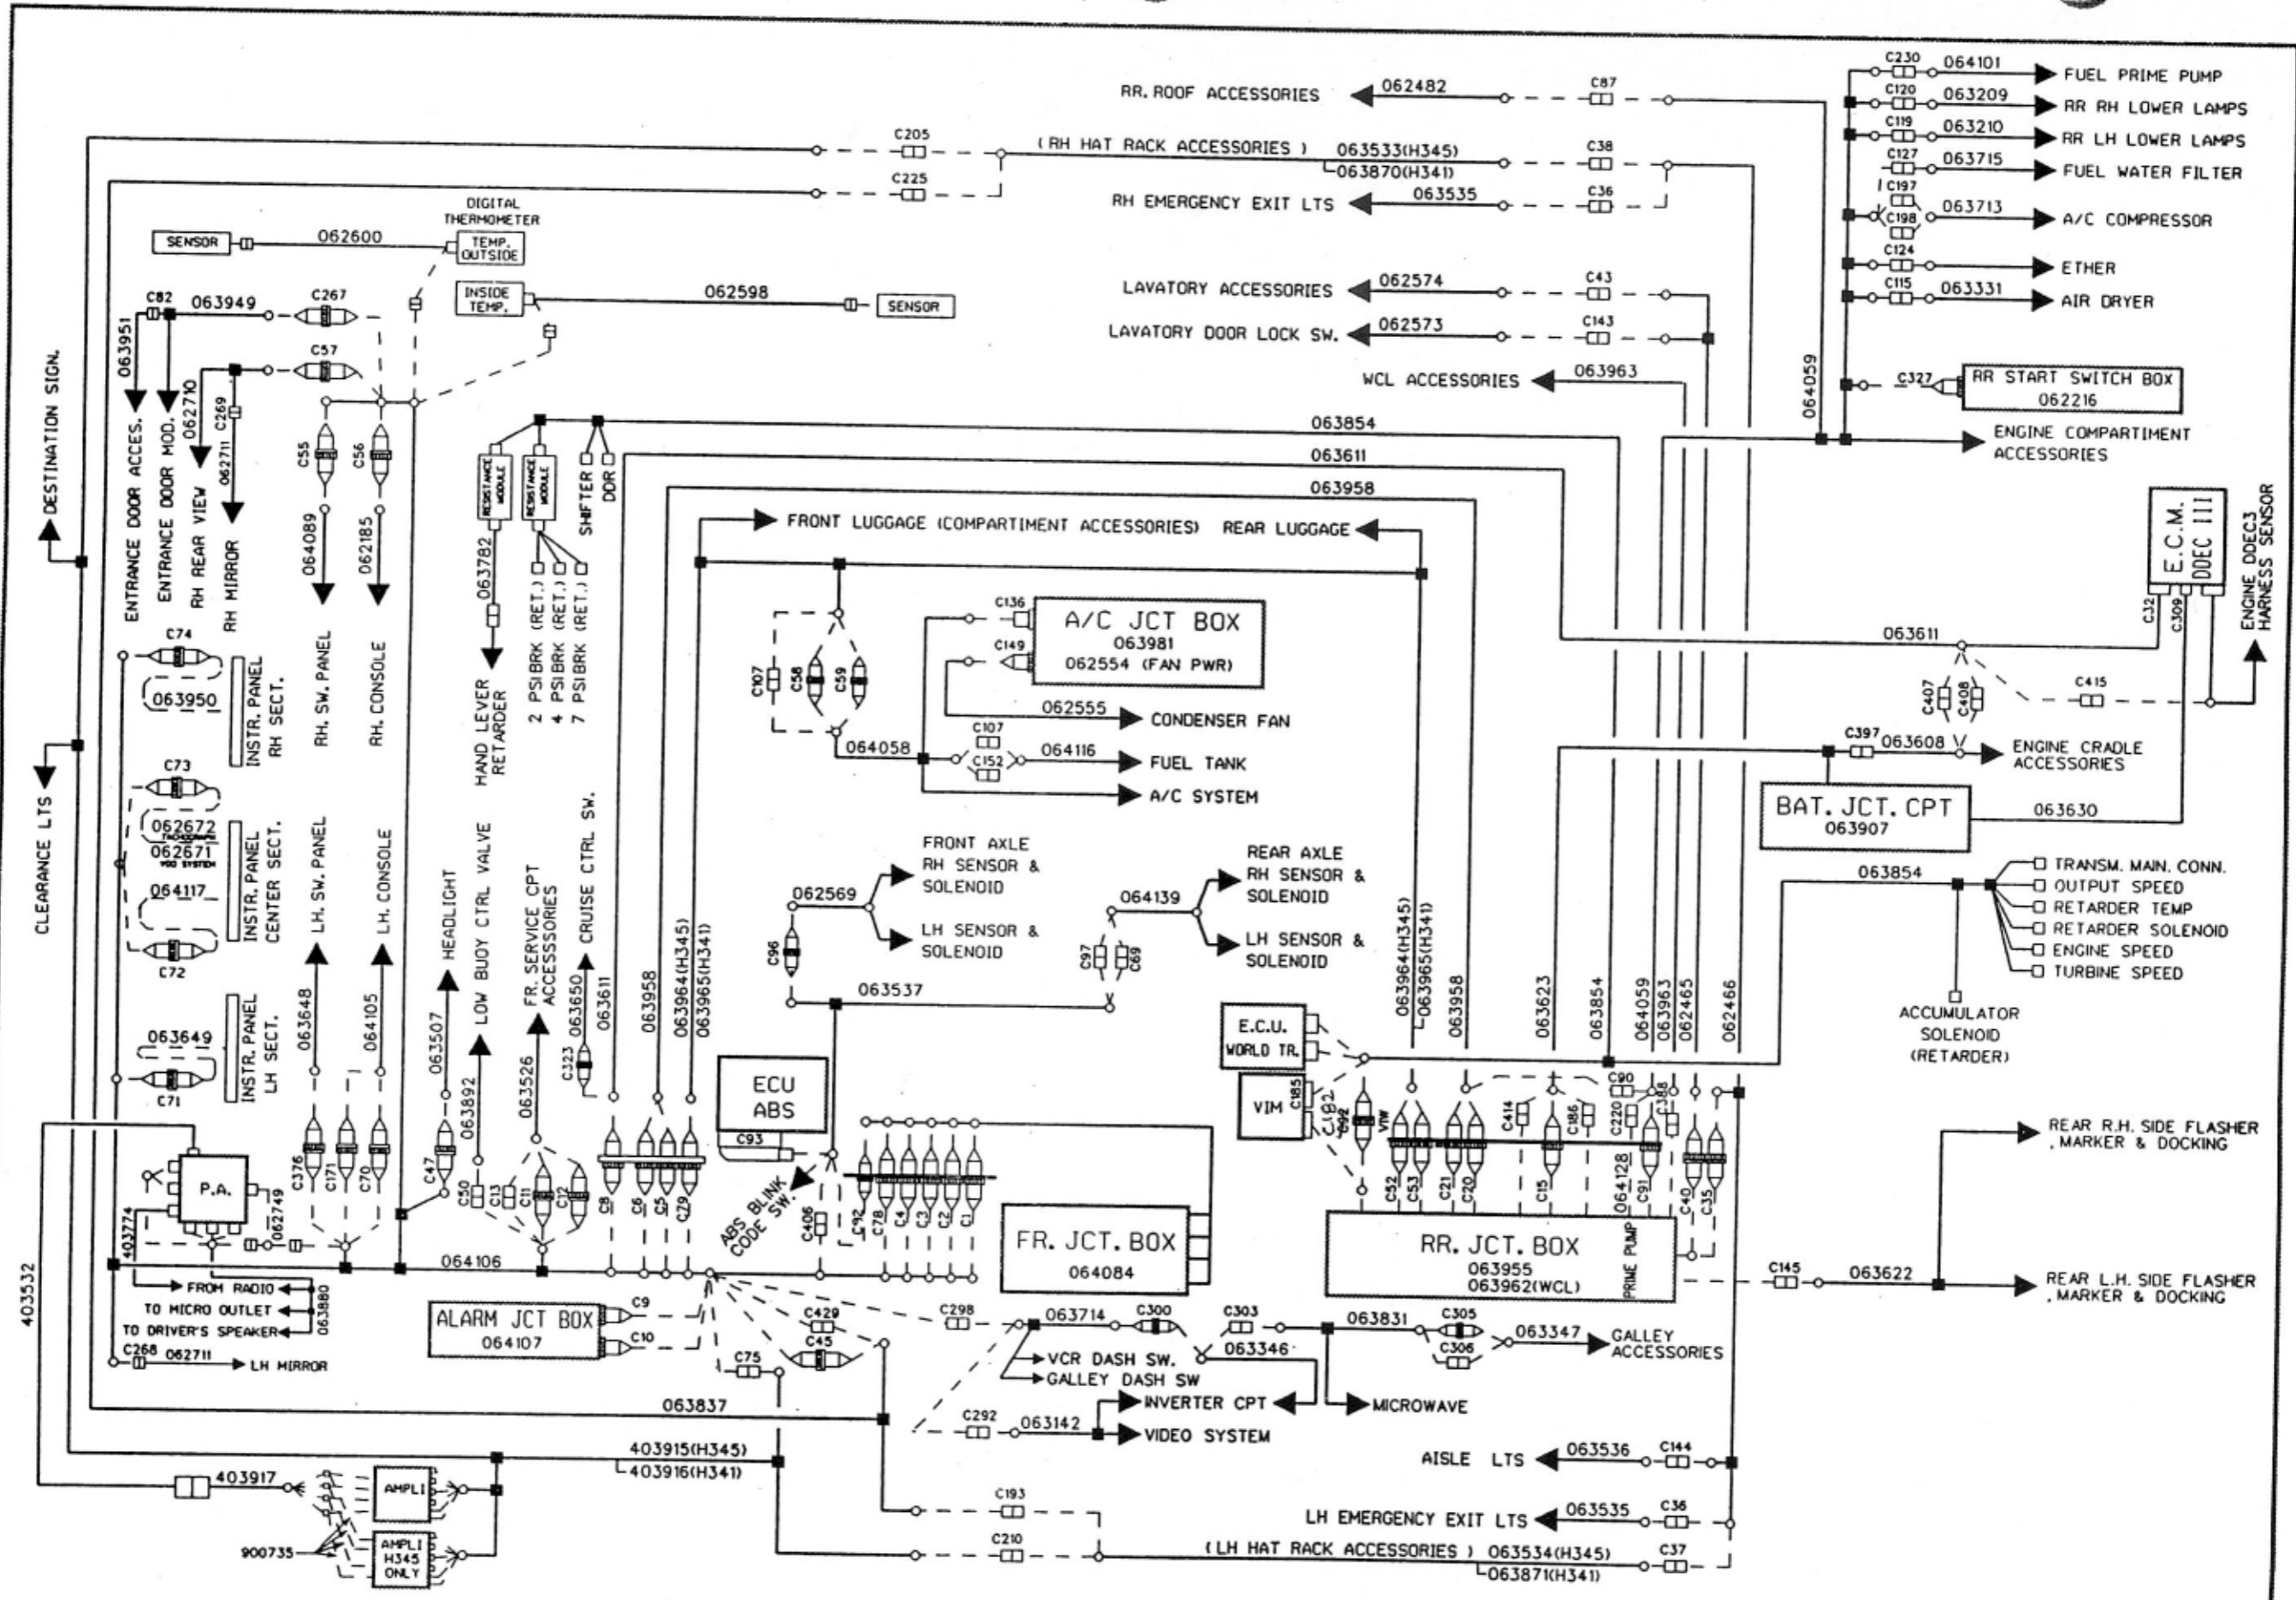 C230 064101 FUEL PRIME PUMP
RR. ROOF ACCESSORIES 062482 C87
C120 063209 RR RH LOWER LAMPS
C119 063210 RR LH LOWER LAMPS
C205 (RH HAT RACK ACCESSORIES) 063533(H345) C38
063870(H341)
C127 063715 FUEL WATER FILTER
C225
RH EMERGENCY EXIT LTS 063535 C36
C197
C198 063713 A/C COMPRESSOR
DIGITAL
THERMOMETER
SENSOR 062600 TEMP.
OUTSIDE
C124 ETHER
INSIDE
TEMP. 062598 SENSOR
LAVATORY ACCESSORIES 062574 C43
C115 063331 AIR DRYER
LAVATORY DOOR LOCK SW. 062573 C143
C82 063949 C267
063951
C57
WCL ACCESSORIES 063963
064059
C327 RR START SWITCH BOX
062216
DESTINATION SIGN.
ENTRANCE DOOR ACCES.
ENTRANCE DOOR MOD.
062710
RH REAR VIEW
C269
062711
RH MIRROR
C55
C56
064089
062185
RH. SW. PANEL
RH. CONSOLE
RESISTANCE
MODULE
RESISTANCE
MODULE
SHIFTER
DDR
063854
063611
063958
ENGINE COMPARTIMENT
ACCESSORIES
FRONT LUGGAGE (COMPARTIMENT ACCESSORIES) REAR LUGGAGE
063782
HAND LEVER
RETARDER
2 PSI BRK (RET.)
4 PSI BRK (RET.)
7 PSI BRK (RET.)
E.C.M.
DDEC III
C32
C309
ENGINE DDEC3
HARNESS SENSOR
C136 A/C JCT BOX
063981
C149 062554 (FAN PWR)
C107
C58
C59
062555 CONDENSER FAN
064058 C107
C152 064116 FUEL TANK
A/C SYSTEM
063611
C407
C408
C415
C397 063608 ENGINE CRADLE
ACCESSORIES
BAT. JCT. CPT
063907
063630
C74
063950
INSTR. PANEL
RH SECT.
C73
062672
TACHOGRAPH
062671
VDO SYSTEM
064117
C72
INSTR. PANEL
CENTER SECT.
063649
C71
INSTR. PANEL
LH SECT.
CLEARANCE LTS
LH. SW. PANEL
LH. CONSOLE
063648
064105
HEADLIGHT
063507
LOW BUOY CTRL VALVE
063892
FR. SERVICE CPT
ACCESSORIES
063526
CRUISE CTRL SW.
063650
C323
063611
063958
063964(H345)
063965(H341)
FRONT AXLE
RH SENSOR &
SOLENOID
062569
LH SENSOR &
SOLENOID
C96
REAR AXLE
RH SENSOR &
SOLENOID
064139
LH SENSOR &
SOLENOID
C97
C69
063537
063964(H345)
063965(H341)
063958
063623
063854
064059
063963
062465
062466
063854
TRANSM. MAIN. CONN.
OUTPUT SPEED
RETARDER TEMP
RETARDER SOLENOID
ENGINE SPEED
TURBINE SPEED
ACCUMULATOR
SOLENOID
(RETARDER)
E.C.U.
WORLD TR.
VIM
C185
C182
VIM
ECU
ABS
C93
ABS BLINK
CODE SW.
C406
C92
C78
C4
C3
C2
C1
C376
C171
C70
C47
C50
C13
C11
C12
C8
C6
C5
C29
C52
C53
C21
C20
C414
C15
C186
C90
C220
C388
064128
C91
C40
C35
REAR R.H. SIDE FLASHER
, MARKER & DOCKING
P.A.
403774
062749
FR. JCT. BOX
064084
RR. JCT. BOX
063955
063962(WCL)
PRIME PUMP
C145 063622 REAR L.H. SIDE FLASHER
, MARKER & DOCKING
064106
403532
FROM RADIO
TO MICRO OUTLET
TO DRIVER'S SPEAKER
063880
C268 062711 LH MIRROR
ALARM JCT BOX
064107
C9
C10
C429
C45
C75
C298
063714 C300 C303 063831 C305 063347 GALLEY
ACCESSORIES
C306
VCR DASH SW.
GALLEY DASH SW
063346
INVERTER CPT
MICROWAVE
C292 063142 VIDEO SYSTEM
063837
403915(H345)
403916(H341)
AISLE LTS 063536 C144
403917 AMPLI
C193
LH EMERGENCY EXIT LTS 063535 C36
900735 AMPLI
H345
ONLY
C210 (LH HAT RACK ACCESSORIES) 063534(H345) C37
063871(H341)